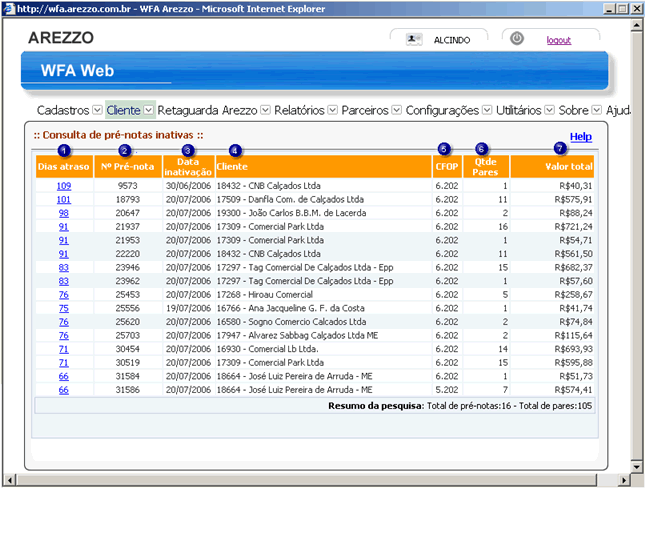 http://wfa.arezzo.com.br - WFA Arezzo - Microsoft Internet Explorer
AREZZO
ALCINDO
logout
WFA Web
Cadastros Cliente Retaguarda Arezzo Relatórios Parceiros Configurações Utilitários Sobre Ajud
:: Consulta de pré-notas inativas ::
Help
1 2 3 4 5 6 7
Dias atraso Nº Pré-nota Data inativação Cliente CFOP Qtde Pares Valor total
109 9573 30/06/2006 18432 - CNB Calçados Ltda 6.202 1 R$40,31
101 18793 20/07/2006 17509 - Danfla Com. de Calçados Ltda 6.202 11 R$575,91
98 20647 20/07/2006 19300 - João Carlos B.B.M. de Lacerda 6.202 2 R$88,24
91 21937 20/07/2006 17309 - Comercial Park Ltda 6.202 16 R$721,24
91 21953 20/07/2006 17309 - Comercial Park Ltda 6.202 1 R$54,71
91 22220 20/07/2006 18432 - CNB Calçados Ltda 6.202 11 R$561,50
83 23946 20/07/2006 17297 - Tag Comercial De Calçados Ltda - Epp 6.202 15 R$682,37
83 23962 20/07/2006 17297 - Tag Comercial De Calçados Ltda - Epp 6.202 1 R$57,60
76 25453 20/07/2006 17268 - Hiroau Comercial 6.202 5 R$258,67
75 25556 19/07/2006 16766 - Ana Jacqueline G. F. da Costa 6.202 1 R$41,74
76 25620 20/07/2006 16580 - Sogno Comercio Calcados Ltda 6.202 2 R$74,84
76 25703 20/07/2006 17947 - Alvarez Sabbag Calçados Ltda ME 6.202 2 R$115,64
71 30454 20/07/2006 16930 - Comercial Lb Ltda. 6.202 14 R$693,93
71 30519 20/07/2006 17309 - Comercial Park Ltda 6.202 15 R$595,88
66 31584 20/07/2006 18664 - José Luiz Pereira de Arruda - ME 6.202 1 R$51,73
66 31586 20/07/2006 18664 - José Luiz Pereira de Arruda - ME 5.202 7 R$574,41
Resumo da pesquisa: Total de pré-notas:16 - Total de pares:105